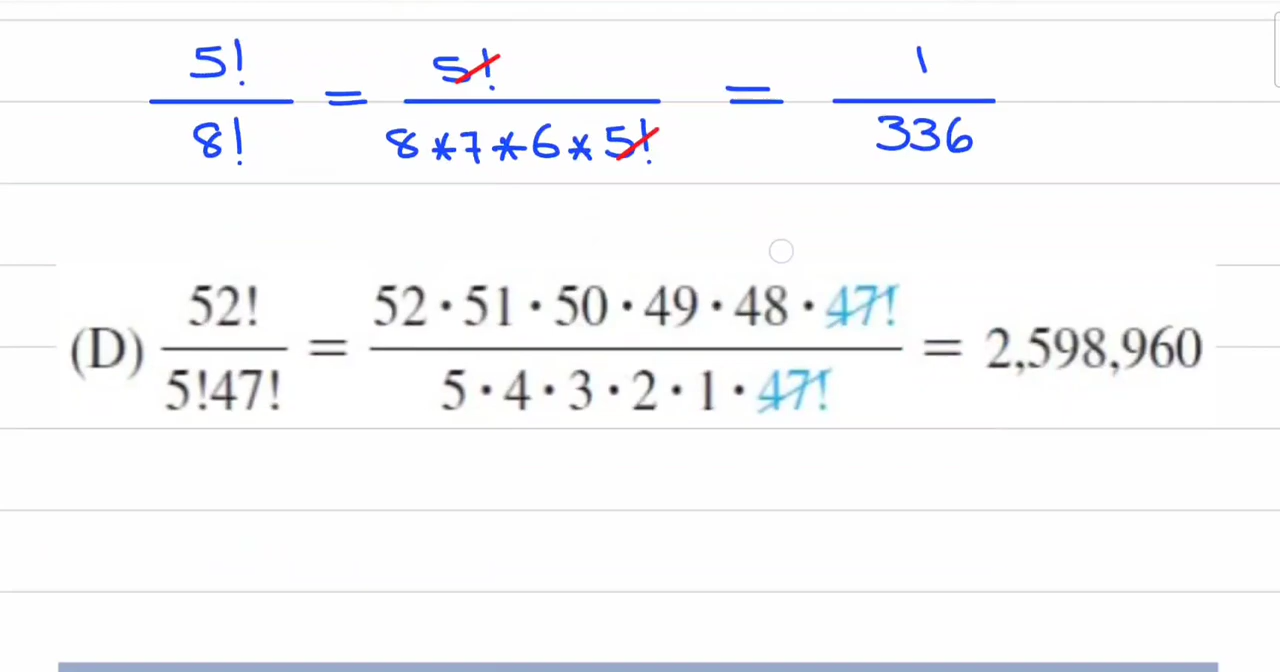 5!/8! = 5!/(8*7*6*5!) = 1/336
(D) 52!/(5!47!) = (52·51·50·49·48·47!)/(5·4·3·2·1·47!) = 2,598,960